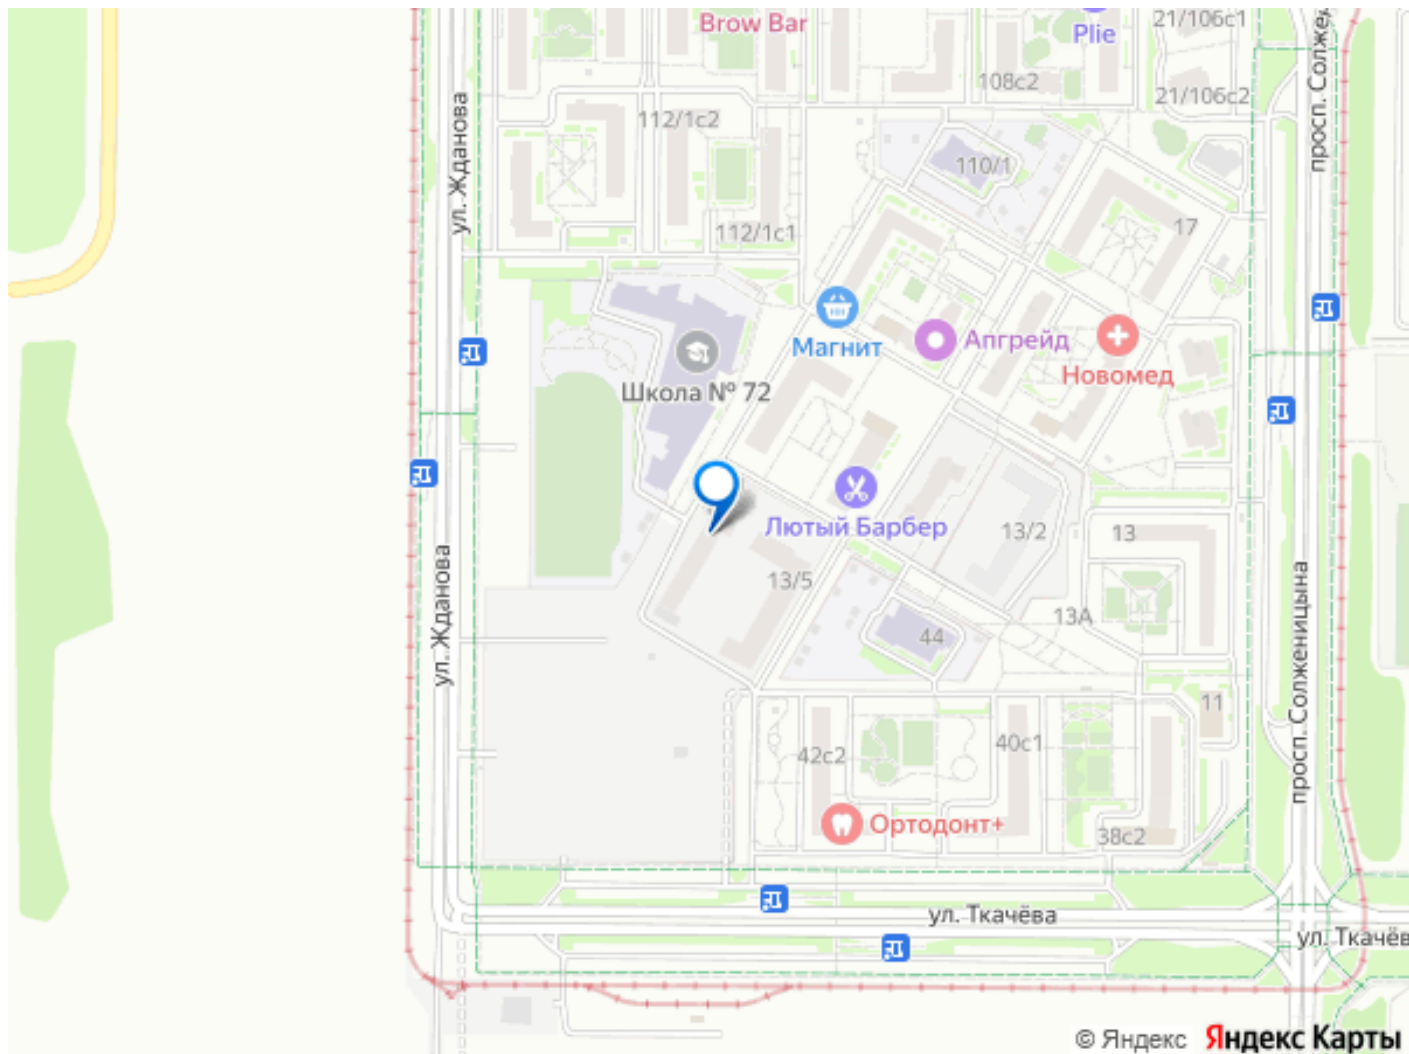 Brow Bar
Plie
21/106с1
просп. Солже
108с2
21/106с2
112/1с2
ул. Жданова
110/1
17
112/1с1
Магнит
Апгрейд
Новомед
Школа № 72
Лютый Барбер
13/2
13
13/5
ул. Жданова
13А
44
просп. Солженицына
11
42с2
40с1
Ортодонт+
38с2
ул. Ткачёва
ул. Ткачёв
© Яндекс Яндекс Карты